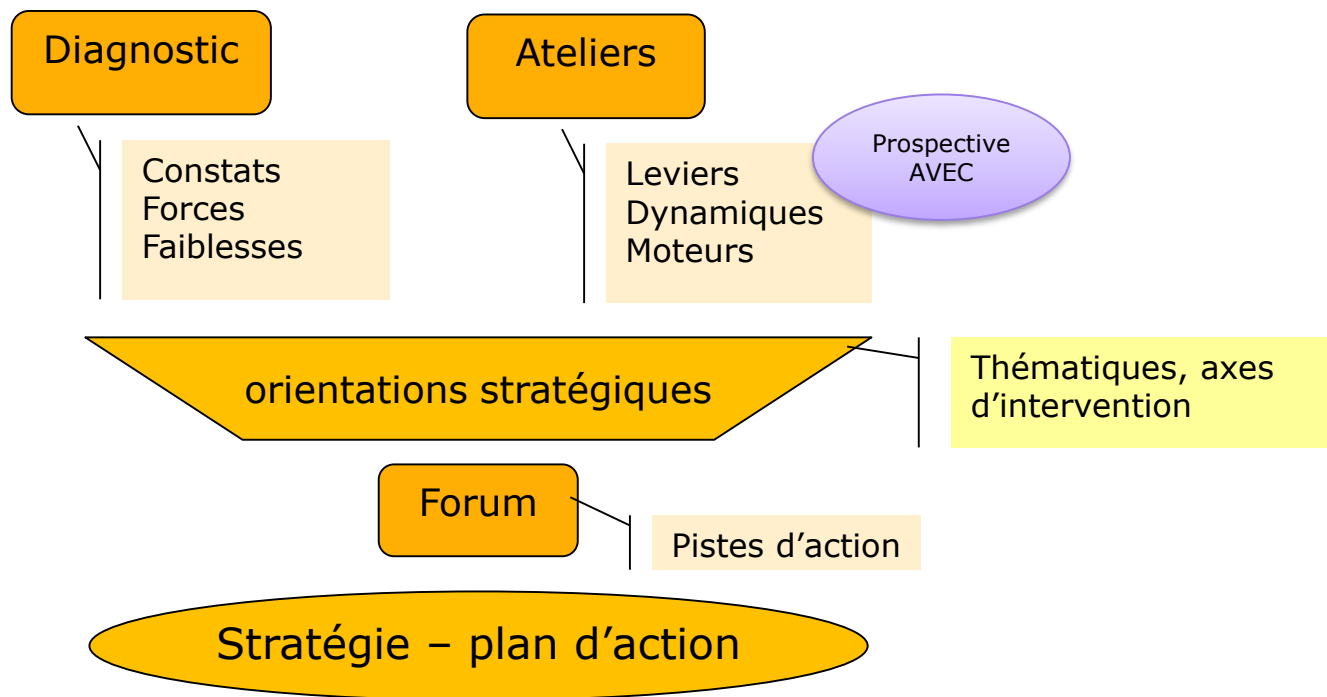 Diagnostic
Ateliers
Prospective
AVEC
Constats
Forces
Faiblesses
Leviers
Dynamiques
Moteurs
orientations stratégiques
Thématiques, axes
d’intervention
Forum
Pistes d’action
Stratégie – plan d’action